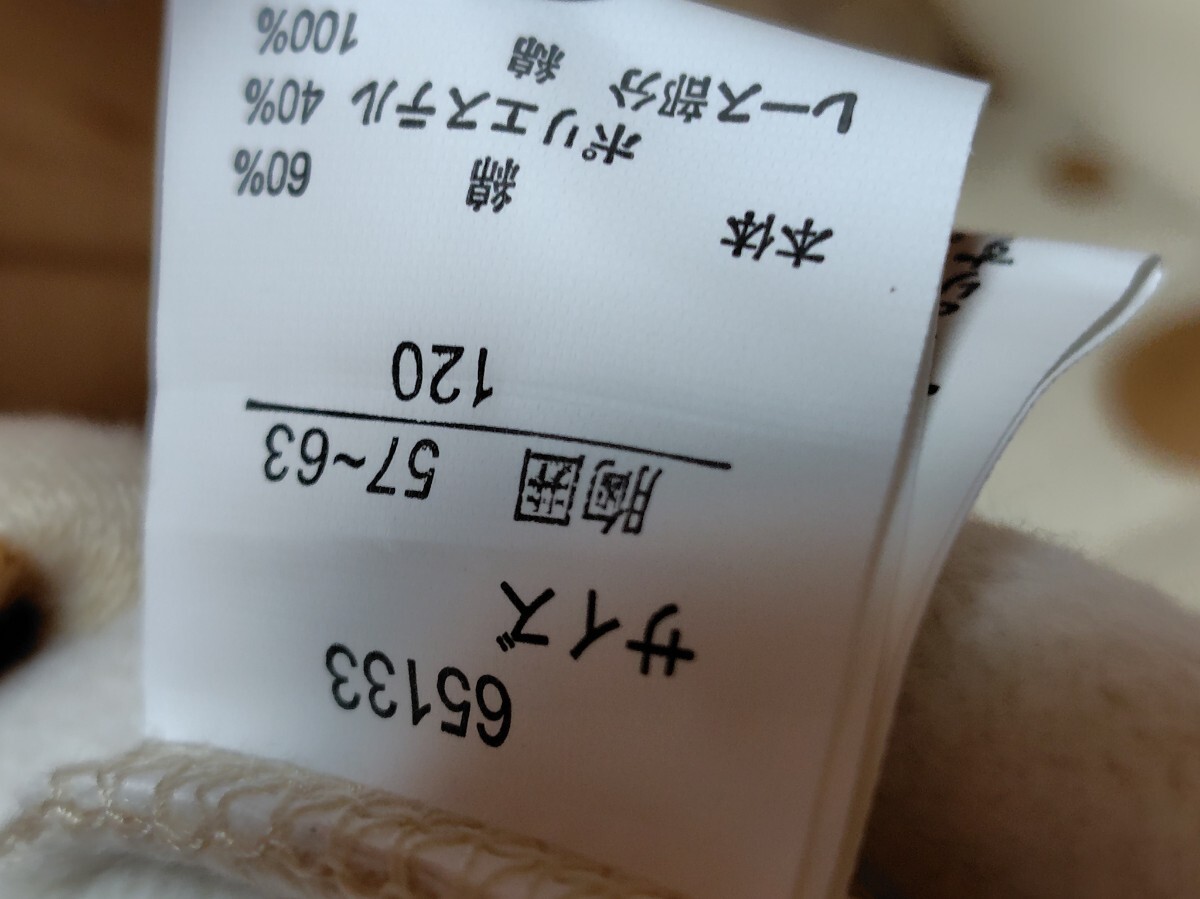 65133
サイズ
胸囲 57~63
120
本体
綿 60%
ポリエステル 40%
レース部分
綿 100%